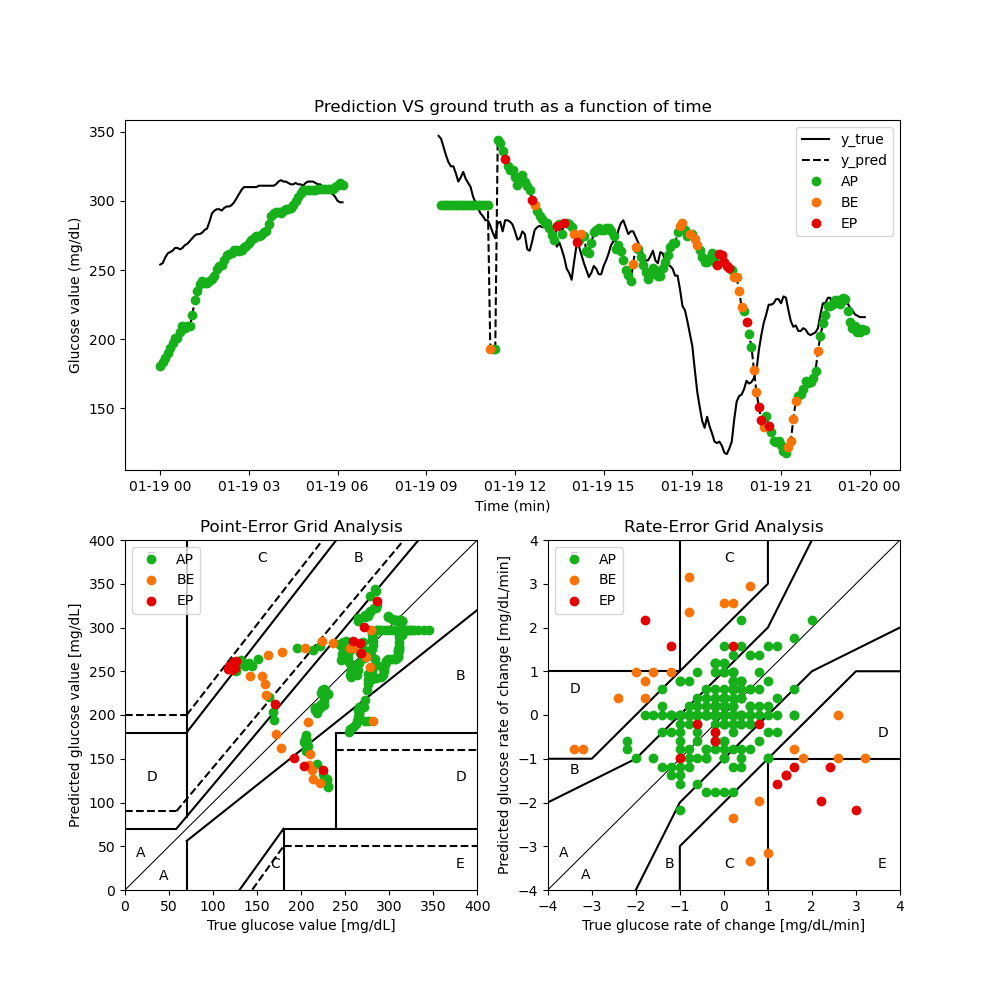 Prediction VS ground truth as a function of time
Glucose value (mg/dL)
350
300
250
200
150
y_true
y_pred
AP
BE
EP
01-19 00 01-19 03 01-19 06 01-19 09 01-19 12 01-19 15 01-19 18 01-19 21 01-20 00
Time (min)
Point-Error Grid Analysis
Predicted glucose value [mg/dL]
400
350
300
250
200
150
100
50
0
AP
BE
EP
C
B
B
D
D
A
A
C
E
0 50 100 150 200 250 300 350 400
True glucose value [mg/dL]
Rate-Error Grid Analysis
Predicted glucose rate of change [mg/dL/min]
4
3
2
1
0
−1
−2
−3
−4
AP
BE
EP
C
D
D
B
A
A
B
C
E
−4 −3 −2 −1 0 1 2 3 4
True glucose rate of change [mg/dL/min]